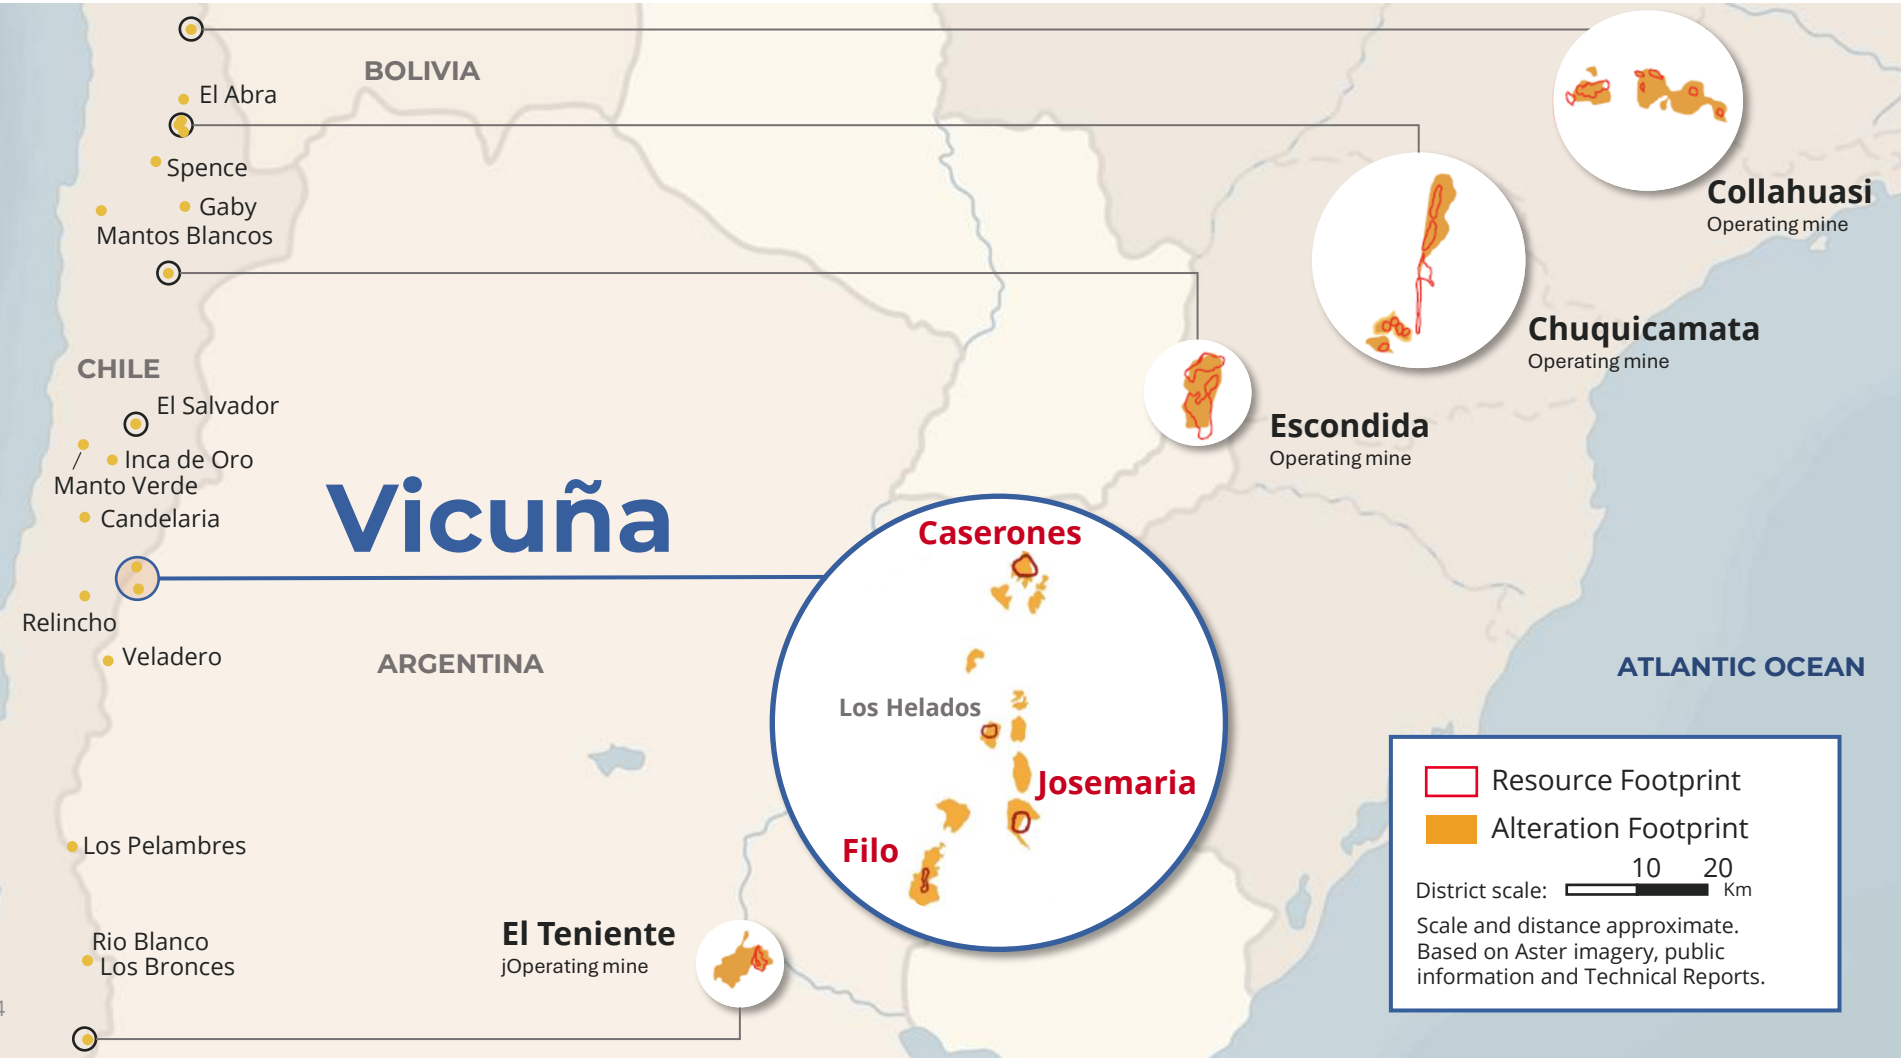 BOLIVIA
El Abra
Spence
Gaby
Mantos Blancos
Collahuasi
Operating mine
Chuquicamata
Operating mine
CHILE
El Salvador
Inca de Oro
Manto Verde
Candelaria
Escondida
Operating mine
Vicuña
Caserones
Relincho
Veladero
ARGENTINA
Los Helados
Josemaria
Filo
ATLANTIC OCEAN
Resource Footprint
Alteration Footprint
10 20
District scale: Km
Scale and distance approximate.
Based on Aster imagery, public
information and Technical Reports.
Los Pelambres
Rio Blanco
Los Bronces
El Teniente
jOperating mine
4